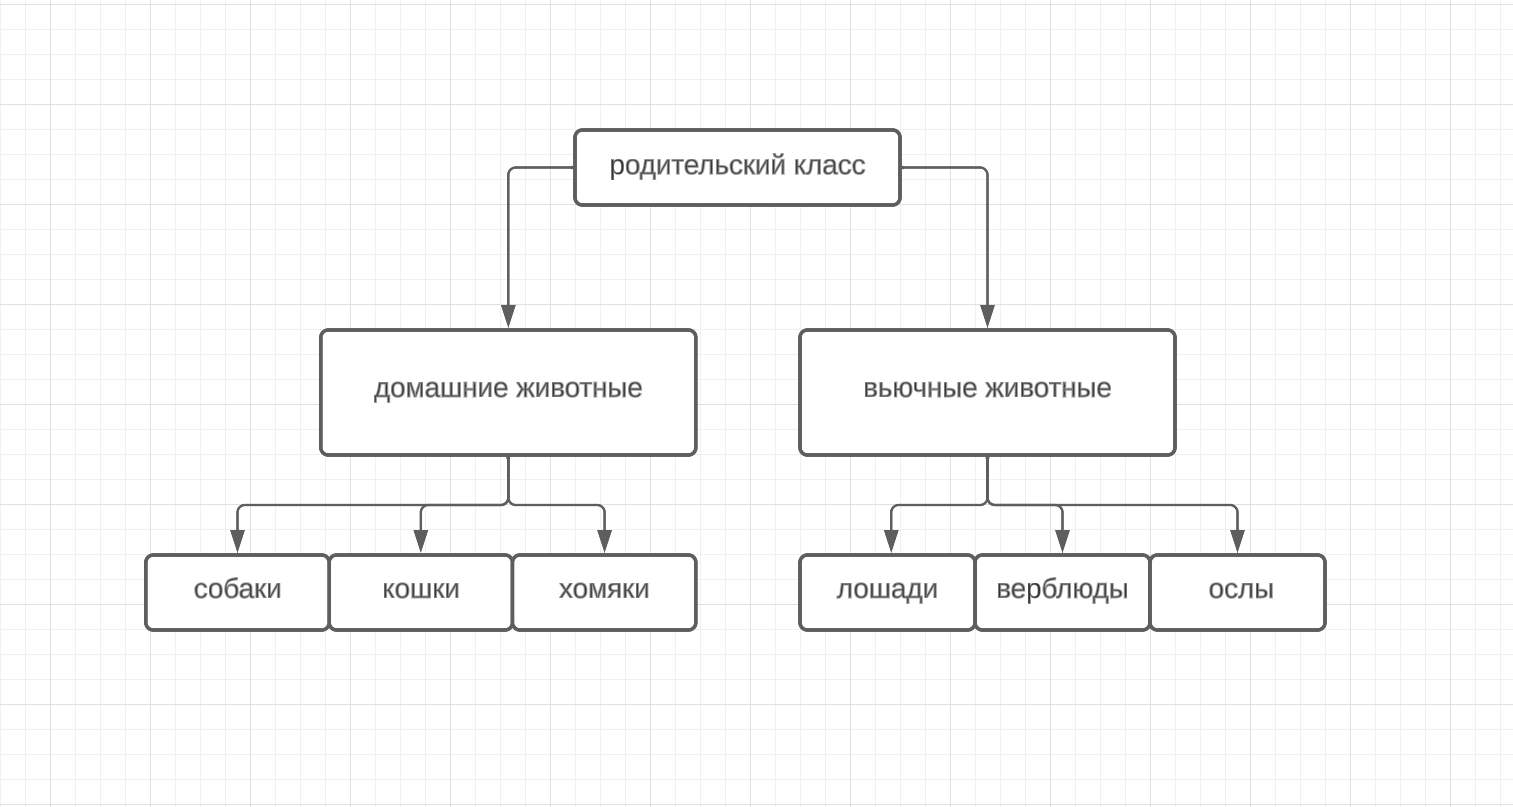 родительский класс
домашние животные
вьючные животные
собаки
кошки
хомяки
лошади
верблюды
ослы